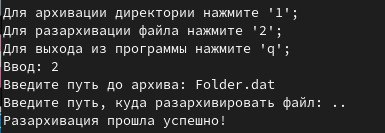 Для архивации директории нажмите '1';
Для разархивации файла нажмите '2';
Для выхода из программы нажмите 'q';
Ввод: 2
Введите путь до архива: Folder.dat
Введите путь, куда разархивировать файл: ..
Разархивация прошла успешно!